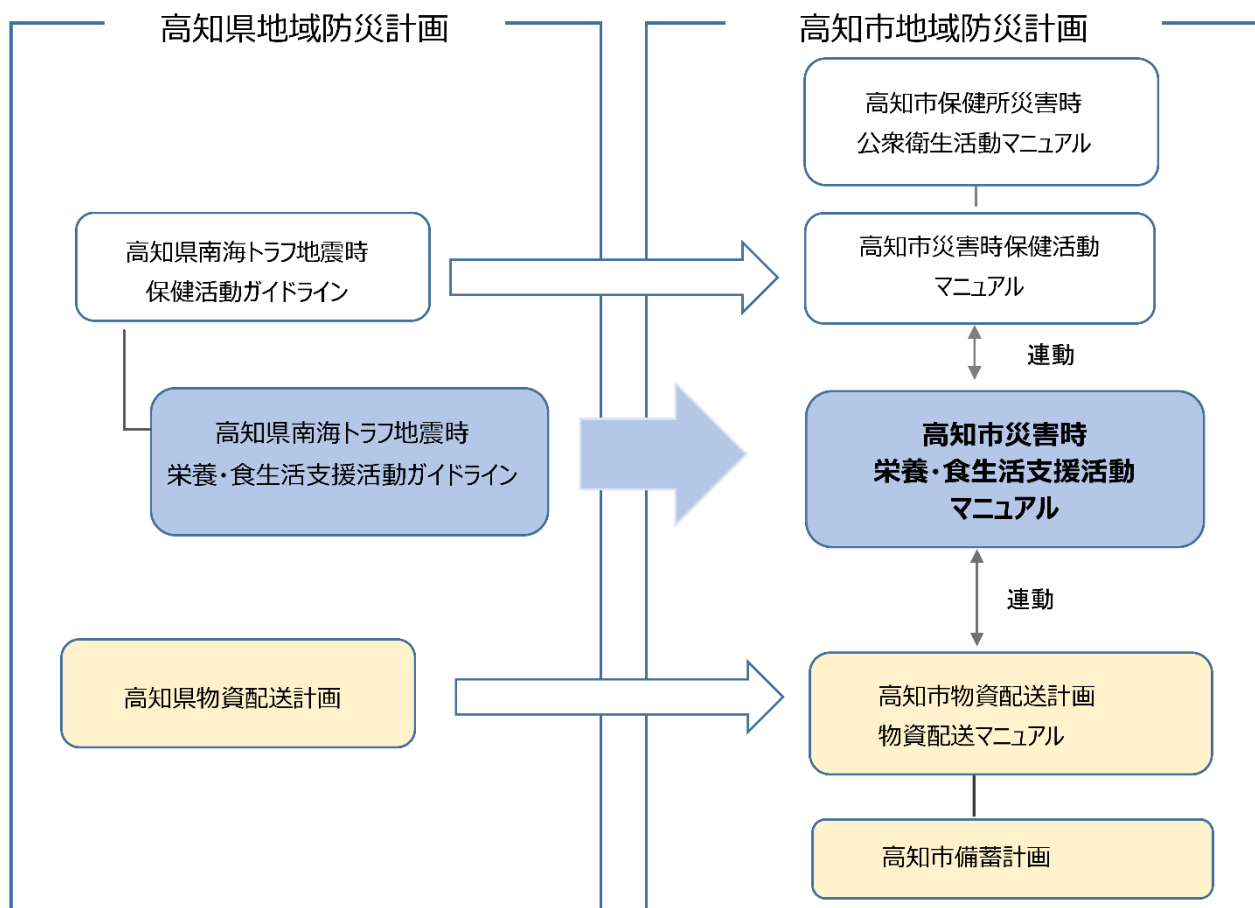 高知県地域防災計画
高知県南海トラフ地震時
保健活動ガイドライン
高知県南海トラフ地震時
栄養・食生活支援活動ガイドライン
高知県物資配送計画
高知市地域防災計画
高知市保健所災害時
公衆衛生活動マニュアル
高知市災害時保健活動
マニュアル
連動
高知市災害時
栄養・食生活支援活動
マニュアル
連動
高知市物資配送計画
物資配送マニュアル
高知市備蓄計画